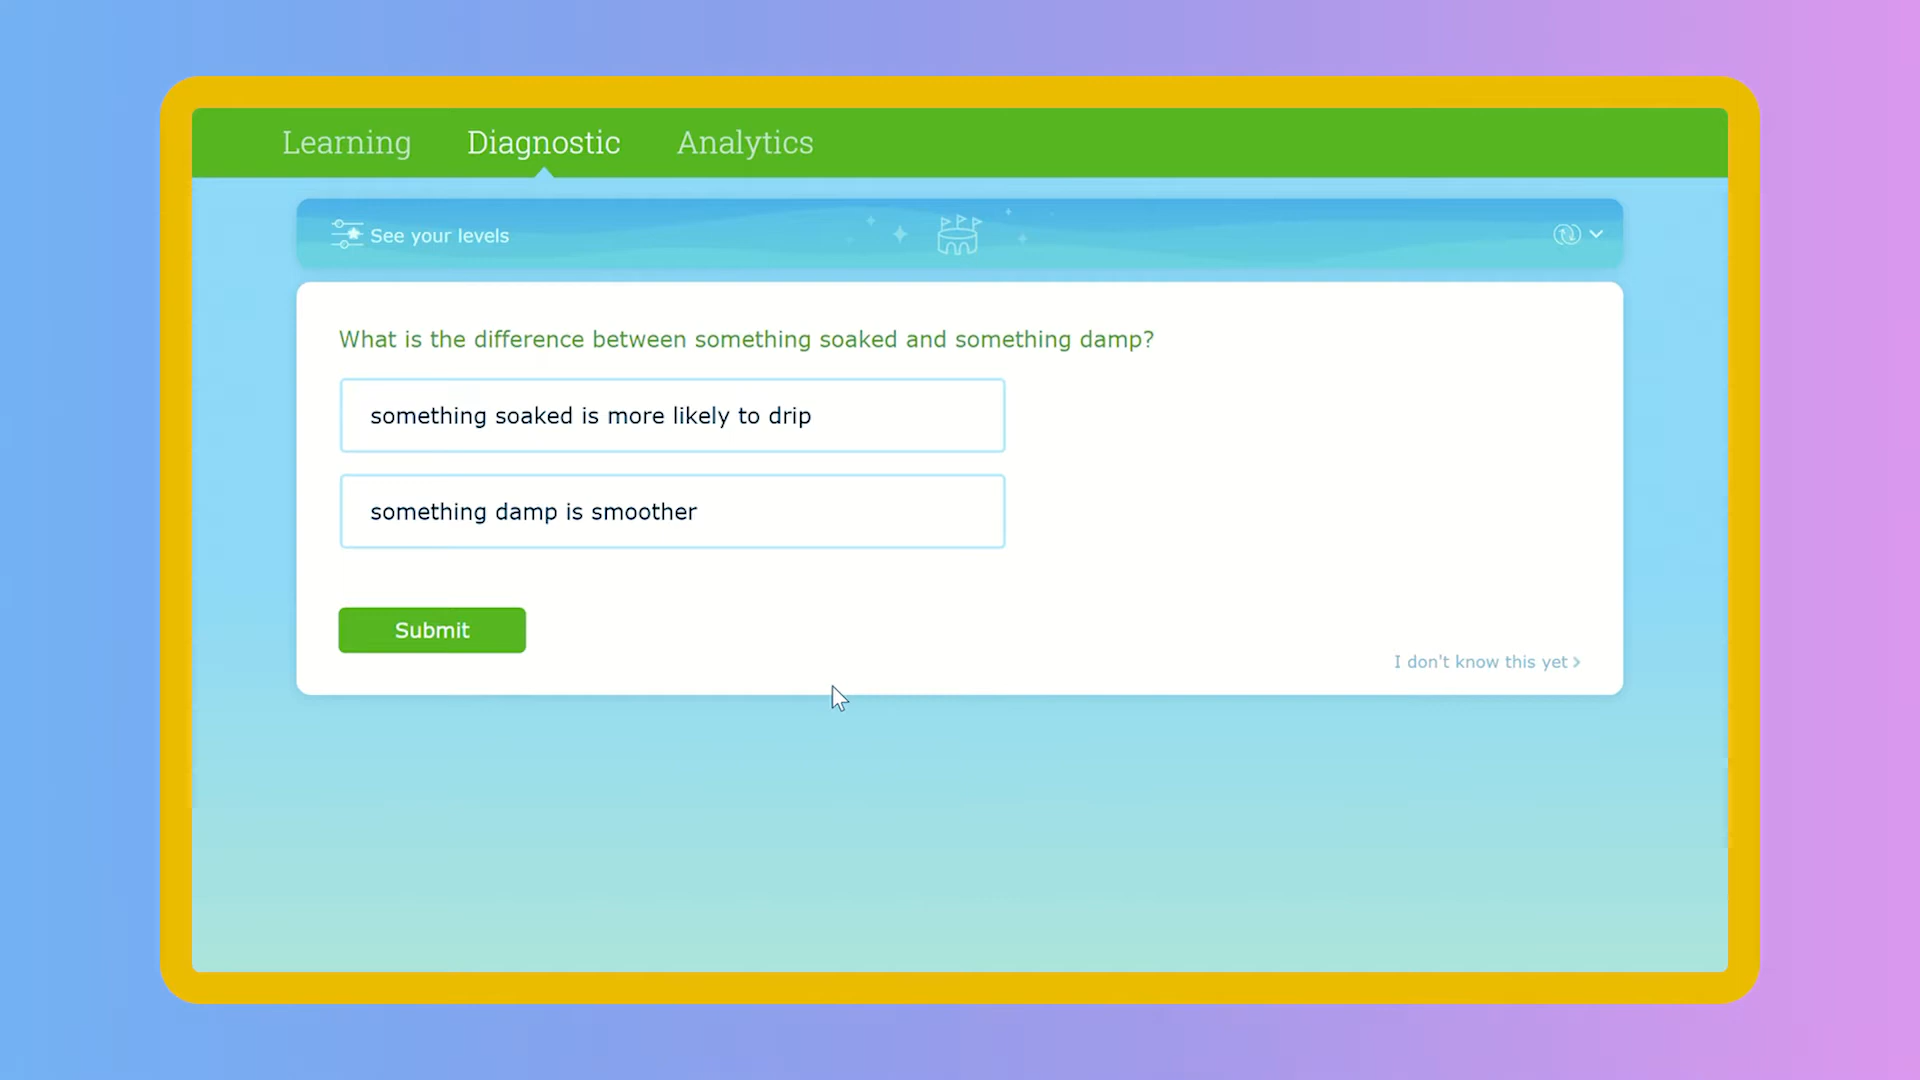 Learning Diagnostic Analytics
See your levels
What is the difference between something soaked and something damp?
something soaked is more likely to drip
something damp is smoother
Submit
I don't know this yet